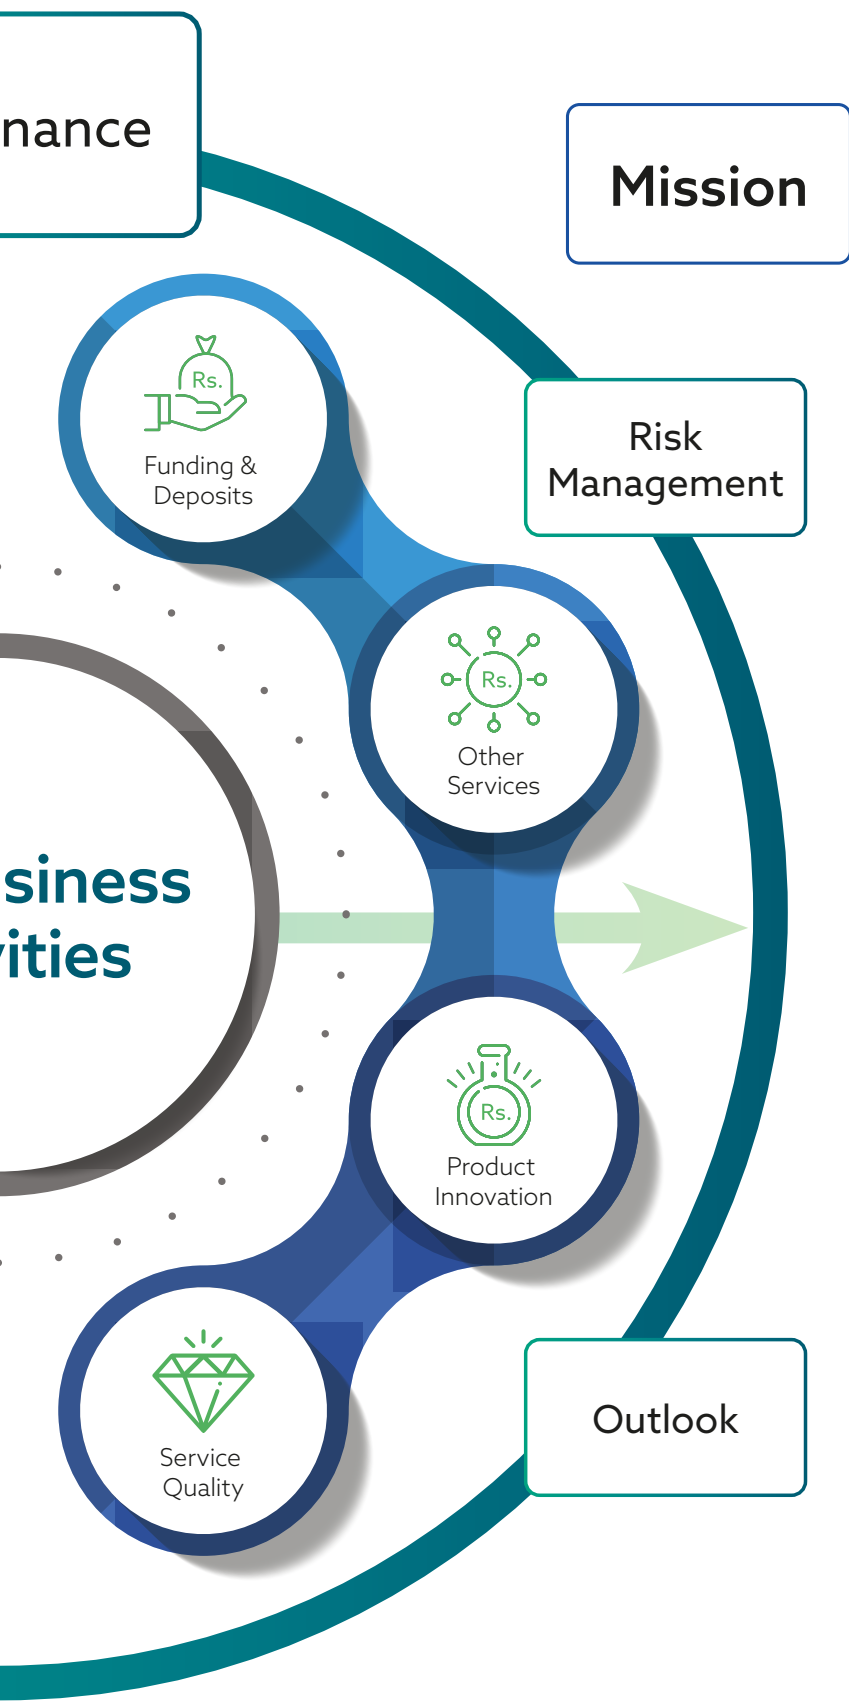 nance
Mission
Risk
Management
Rs.
Funding &
Deposits
Rs.
Other
Services
siness
vities
Rs.
Product
Innovation
Service
Quality
Outlook